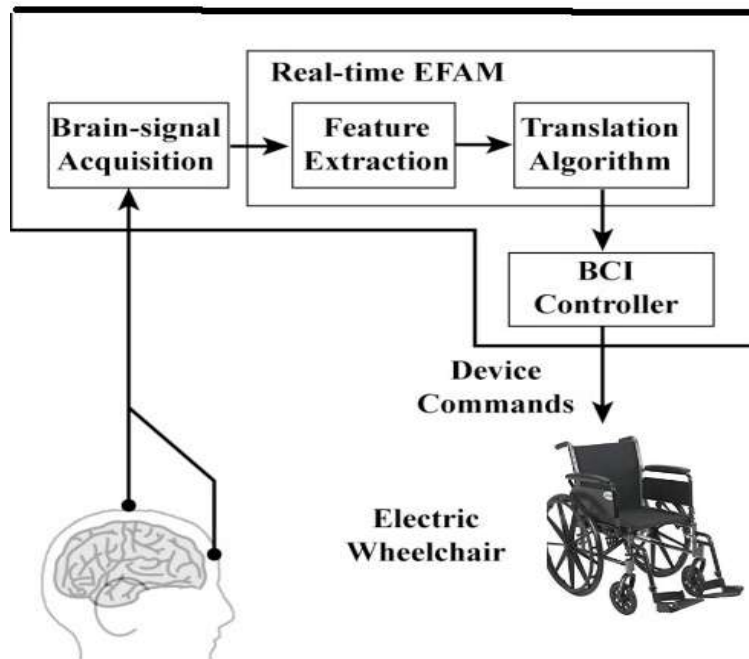 Real-time EFAM
Brain-signal
Acquisition
Feature
Extraction
Translation
Algorithm
BCI
Controller
Device
Commands
Electric
Wheelchair